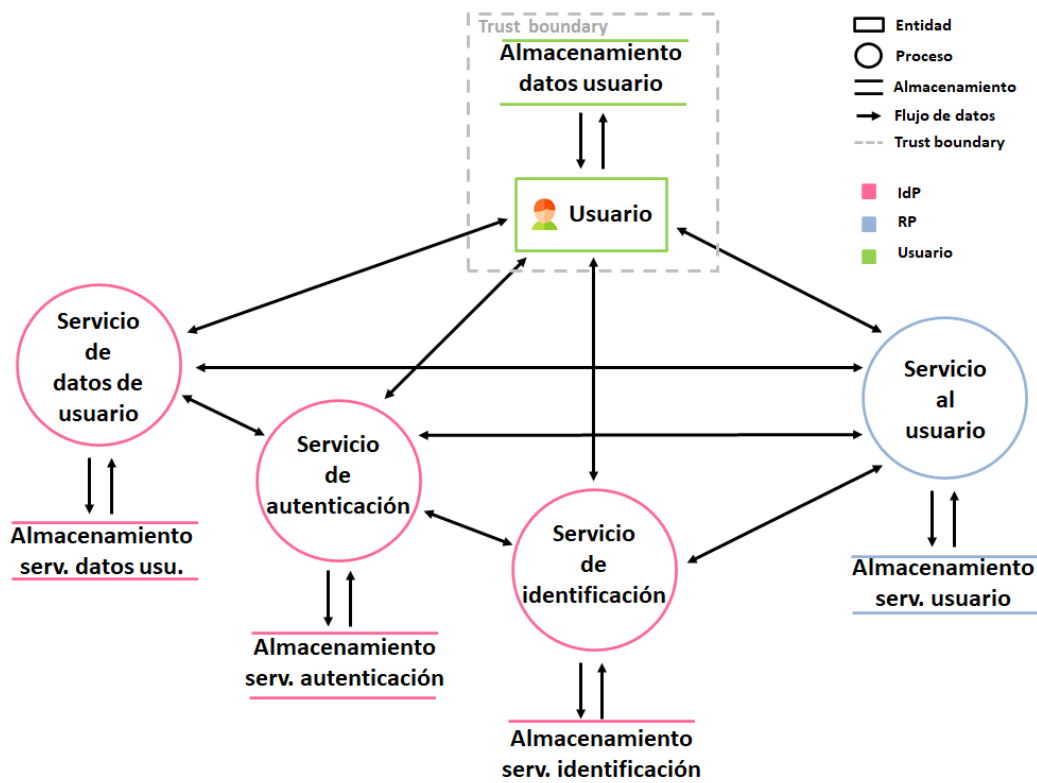 Trust boundary
Almacenamiento
datos usuario
Usuario
Entidad
Proceso
Almacenamiento
Flujo de datos
Trust boundary
IdP
RP
Usuario
Servicio
de
datos de
usuario
Servicio
de
autenticación
Servicio
de
identificación
Servicio
al
usuario
Almacenamiento
serv. datos usu.
Almacenamiento
serv. autenticación
Almacenamiento
serv. identificación
Almacenamiento
serv. usuario